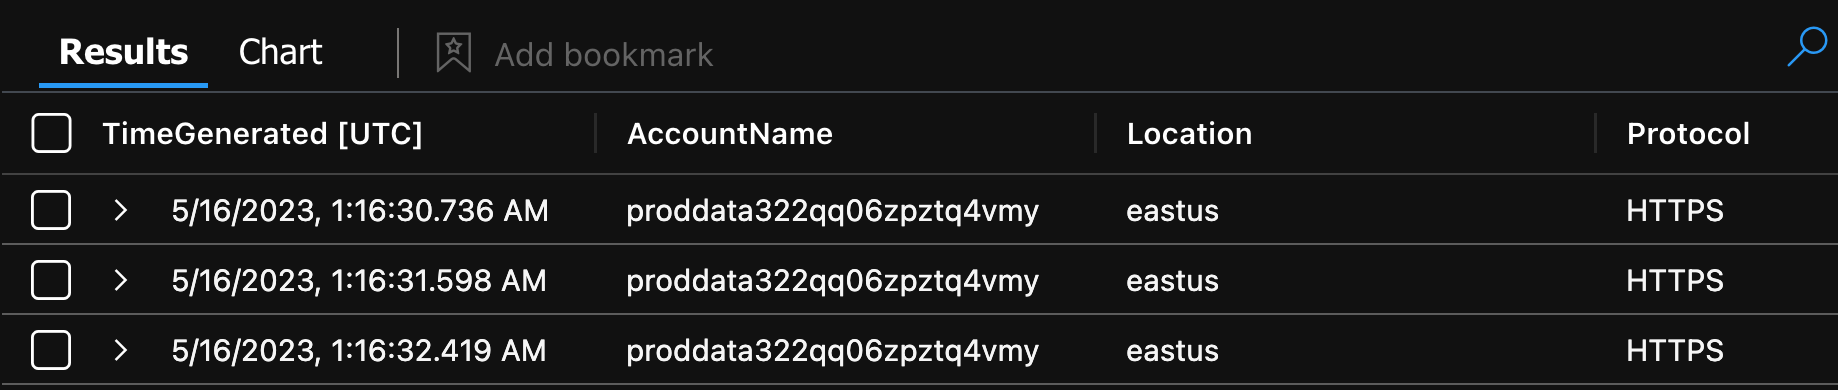 Results Chart Add bookmark
TimeGenerated [UTC] AccountName Location Protocol
5/16/2023, 1:16:30.736 AM proddata322qq06zpztq4vmy eastus HTTPS
5/16/2023, 1:16:31.598 AM proddata322qq06zpztq4vmy eastus HTTPS
5/16/2023, 1:16:32.419 AM proddata322qq06zpztq4vmy eastus HTTPS